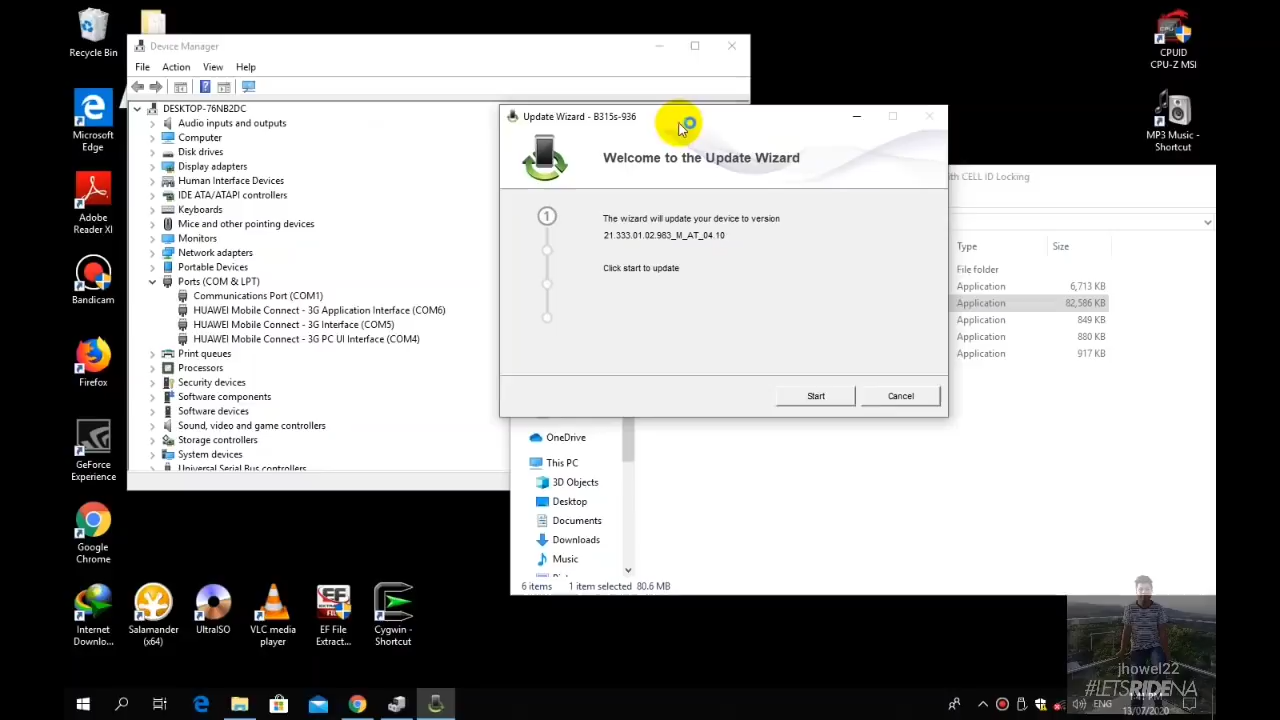 Recycle Bin
Microsoft
Edge
Adobe
Reader XI
Bandicam
Firefox
GeForce
Experience
Google
Chrome
Internet
Downlo...
Salamander
(x64)
UltraISO
VLC media
player
EF File
Extract...
Cygwin -
Shortcut
CPUID
CPU-Z MSI
MP3 Music -
Shortcut
Device Manager
File Action View Help
DESKTOP-76NB2DC
Audio inputs and outputs
Computer
Disk drives
Display adapters
Human Interface Devices
IDE ATA/ATAPI controllers
Keyboards
Mice and other pointing devices
Monitors
Network adapters
Portable Devices
Ports (COM & LPT)
Communications Port (COM1)
HUAWEI Mobile Connect - 3G Application Interface (COM6)
HUAWEI Mobile Connect - 3G Interface (COM5)
HUAWEI Mobile Connect - 3G PC UI Interface (COM4)
Print queues
Processors
Security devices
Software components
Software devices
Sound, video and game controllers
Storage controllers
System devices
Universal Serial Bus controllers
Update Wizard - B315s-936
Welcome to the Update Wizard
1
The wizard will update your device to version
21.333.01.02.983_M_AT_04.10
Click start to update
Start Cancel
th CELL ID Locking
Type Size
File folder
Application 6,713 KB
Application 82,586 KB
Application 849 KB
Application 880 KB
Application 917 KB
OneDrive
This PC
3D Objects
Desktop
Documents
Downloads
Music
6 items 1 item selected 80.6 MB
jhowel22
#LETSRIDENA
ENG
13/07/2020